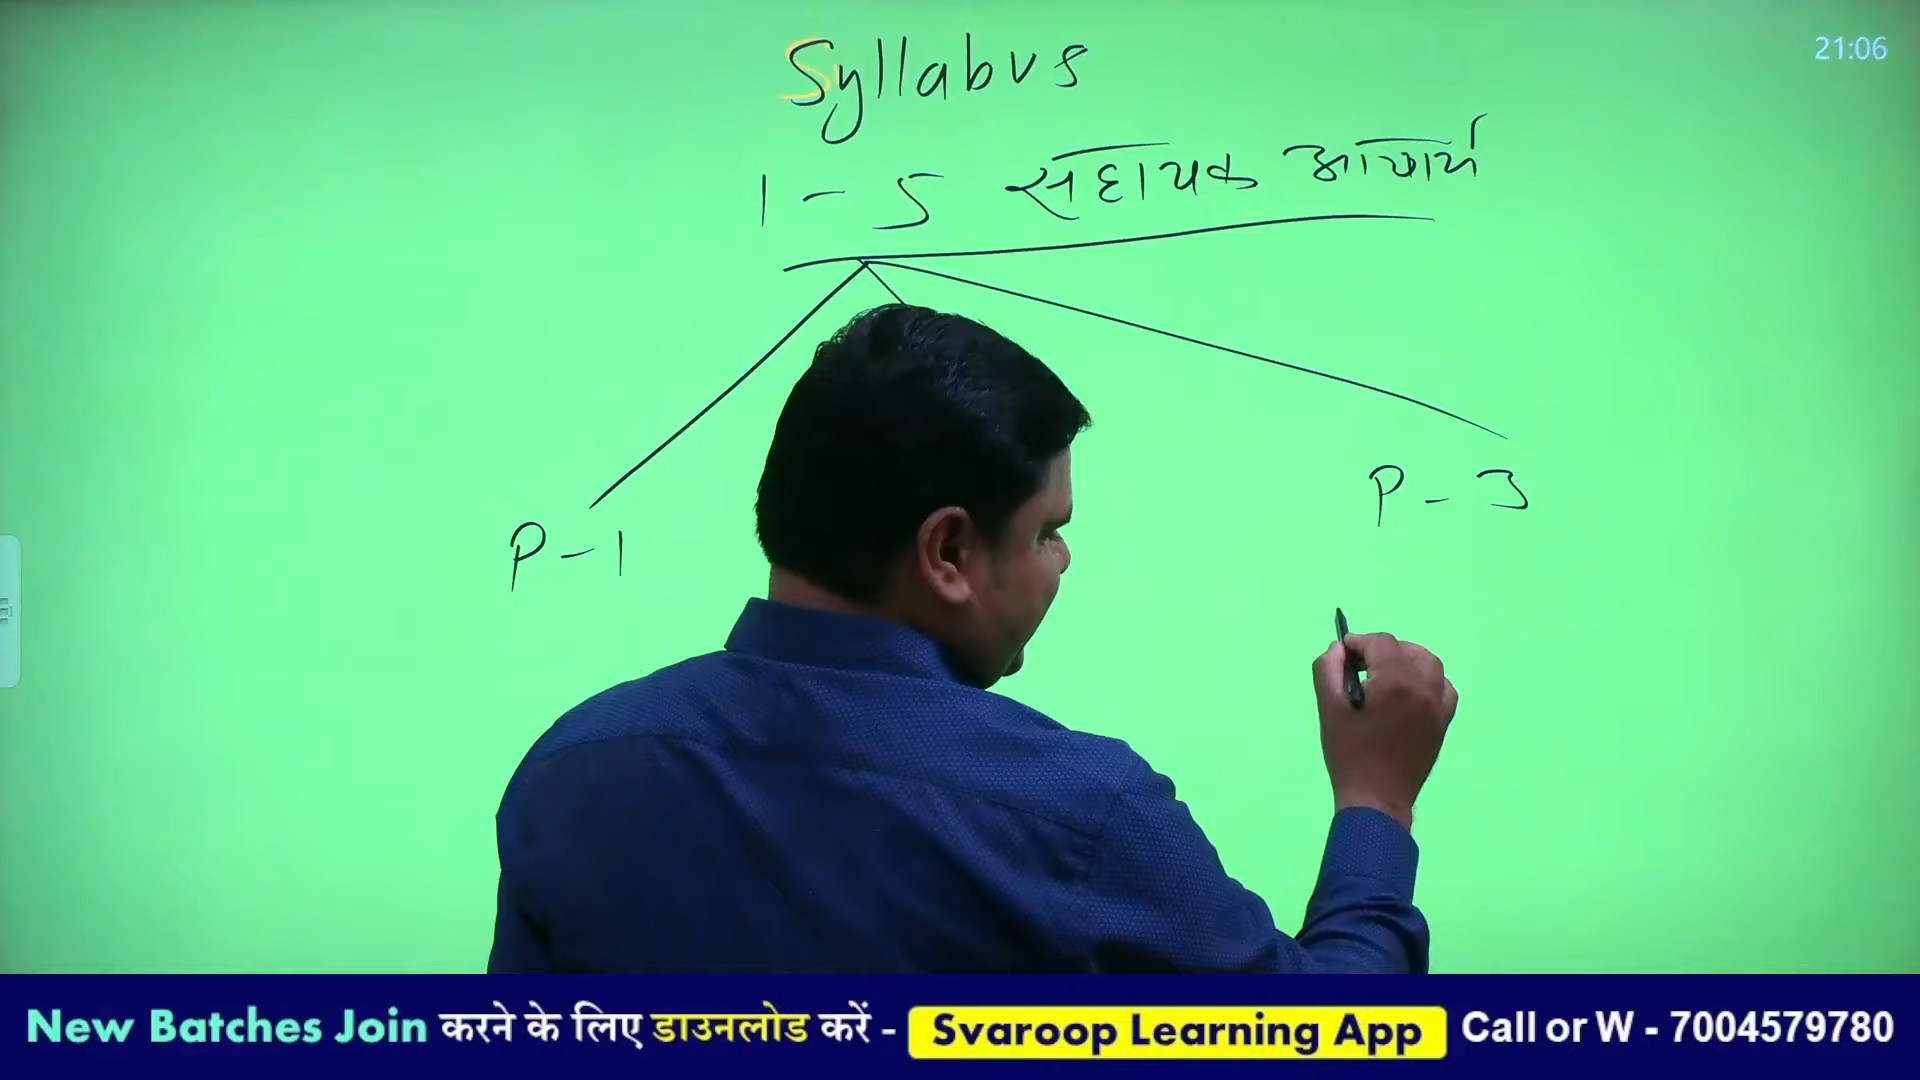 21:06
Syllabus
1 - 5 सहायक आचार्य
P - 3
P - 1
New Batches Join करने के लिए डाउनलोड करें - Svaroop Learning App Call or W - 7004579780